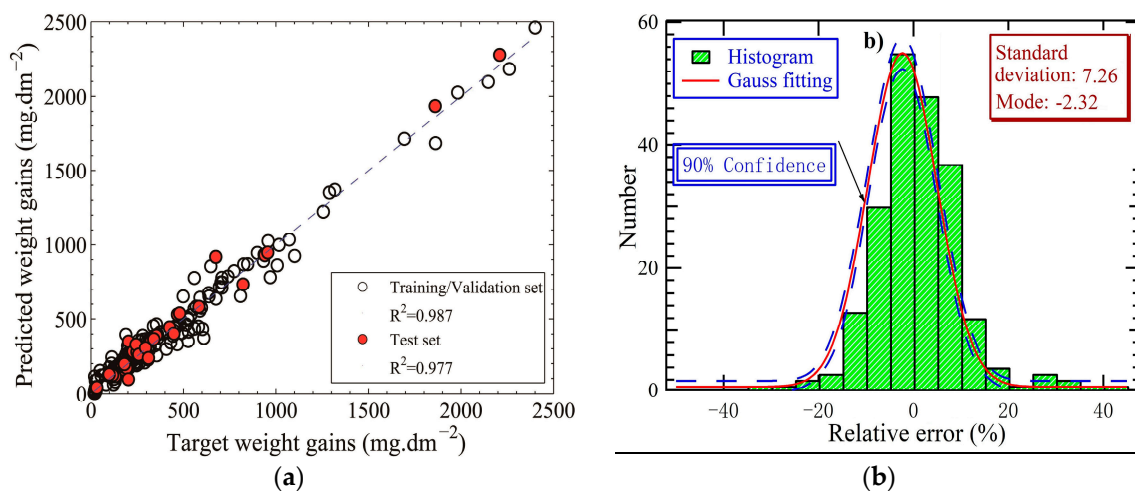 2500
2000
1500
1000
500
0
Predicted weight gains (mg.dm⁻²)
Training/Validation set
R²=0.987
Test set
R²=0.977
0 500 1000 1500 2000 2500
Target weight gains (mg.dm⁻²)
(a)
b)
Histogram
Gauss fitting
Standard
deviation: 7.26
Mode: -2.32
90% Confidence
60
40
20
0
Number
-40 -20 0 20 40
Relative error (%)
(b)